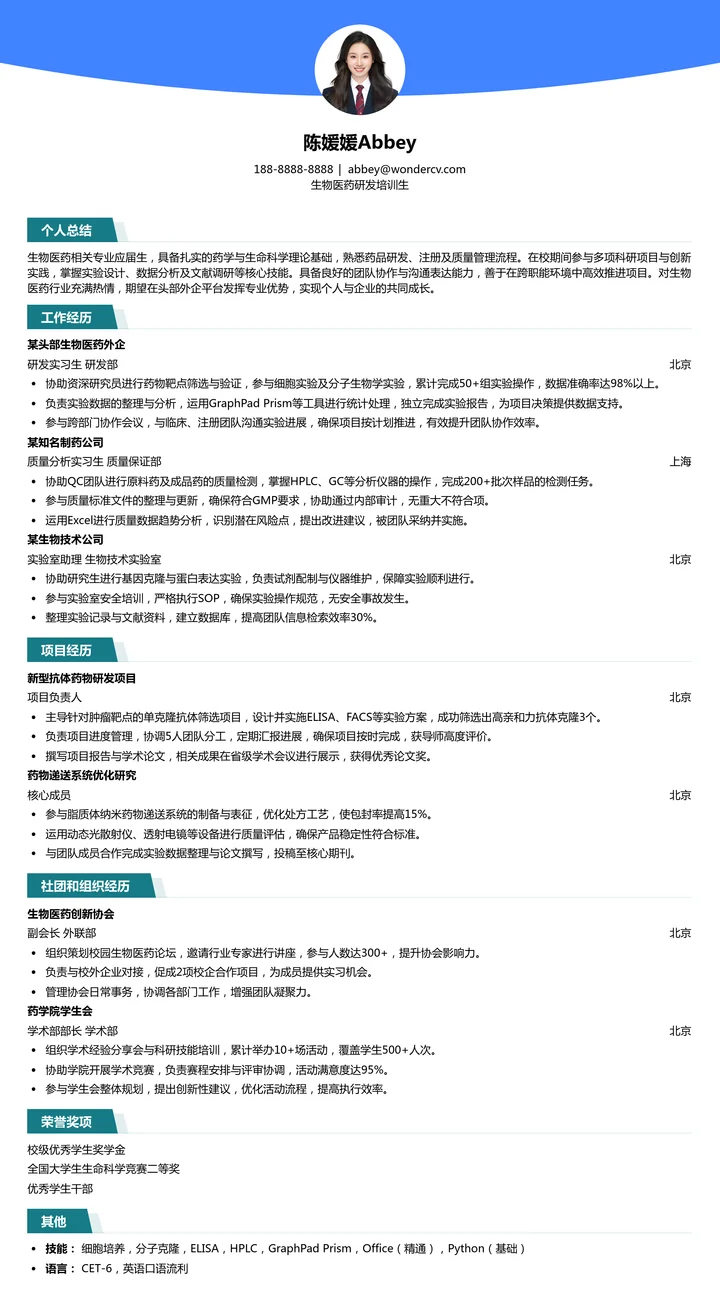 陈媛媛Abbey
188-8888-8888 | abbey@wondercv.com
生物医药研发培训生
个人总结
生物医药相关专业应届生，具备扎实的药学与生命科学理论基础，熟悉药品研发、注册及质量管理流程。在校期间参与多项科研项目与创新
实践，掌握实验设计、数据分析及文献调研等核心技能。具备良好的团队协作与沟通表达能力，善于在跨职能环境中高效推进项目。对生物
医药行业充满热情，期望在头部外企平台发挥专业优势，实现个人与企业的共同成长。
工作经历
某头部生物医药外企
研发实习生 研发部 北京
• 协助资深研究员进行药物靶点筛选与验证，参与细胞实验及分子生物学实验，累计完成50+组实验操作，数据准确率达98%以上。
• 负责实验数据的整理与分析，运用GraphPad Prism等工具进行统计处理，独立完成实验报告，为项目决策提供数据支持。
• 参与跨部门协作会议，与临床、注册团队沟通实验进展，确保项目按计划推进，有效提升团队协作效率。
某知名制药公司
质量分析实习生 质量保证部 上海
• 协助QC团队进行原料药及成品药的质量检测，掌握HPLC、GC等分析仪器的操作，完成200+批次样品的检测任务。
• 参与质量标准文件的整理与更新，确保符合GMP要求，协助通过内部审计，无重大不符合项。
• 运用Excel进行质量数据趋势分析，识别潜在风险点，提出改进建议，被团队采纳并实施。
某生物技术公司
实验室助理 生物技术实验室 北京
• 协助研究生进行基因克隆与蛋白表达实验，负责试剂配制与仪器维护，保障实验顺利进行。
• 参与实验室安全培训，严格执行SOP，确保实验操作规范，无安全事故发生。
• 整理实验记录与文献资料，建立数据库，提高团队信息检索效率30%。
项目经历
新型抗体药物研发项目
项目负责人 北京
• 主导针对肿瘤靶点的单克隆抗体筛选项目，设计并实施ELISA、FACS等实验方案，成功筛选出高亲和力抗体克隆3个。
• 负责项目进度管理，协调5人团队分工，定期汇报进展，确保项目按时完成，获导师高度评价。
• 撰写项目报告与学术论文，相关成果在省级学术会议进行展示，获得优秀论文奖。
药物递送系统优化研究
核心成员 北京
• 参与脂质体纳米药物递送系统的制备与表征，优化处方工艺，使包封率提高15%。
• 运用动态光散射仪、透射电镜等设备进行质量评估，确保产品稳定性符合标准。
• 与团队成员合作完成实验数据整理与论文撰写，投稿至核心期刊。
社团和组织经历
生物医药创新协会
副会长 外联部 北京
• 组织策划校园生物医药论坛，邀请行业专家进行讲座，参与人数达300+，提升协会影响力。
• 负责与校外企业对接，促成2项校企合作项目，为成员提供实习机会。
• 管理协会日常事务，协调各部门工作，增强团队凝聚力。
药学院学生会
学术部部长 学术部 北京
• 组织学术经验分享会与科研技能培训，累计举办10+场活动，覆盖学生500+人次。
• 协助学院开展学术竞赛，负责赛程安排与评审协调，活动满意度达95%。
• 参与学生会整体规划，提出创新性建议，优化活动流程，提高执行效率。
荣誉奖项
校级优秀学生奖学金
全国大学生生命科学竞赛二等奖
优秀学生干部
其他
• 技能： 细胞培养，分子克隆，ELISA，HPLC，GraphPad Prism，Office（精通），Python（基础）
• 语言： CET-6，英语口语流利